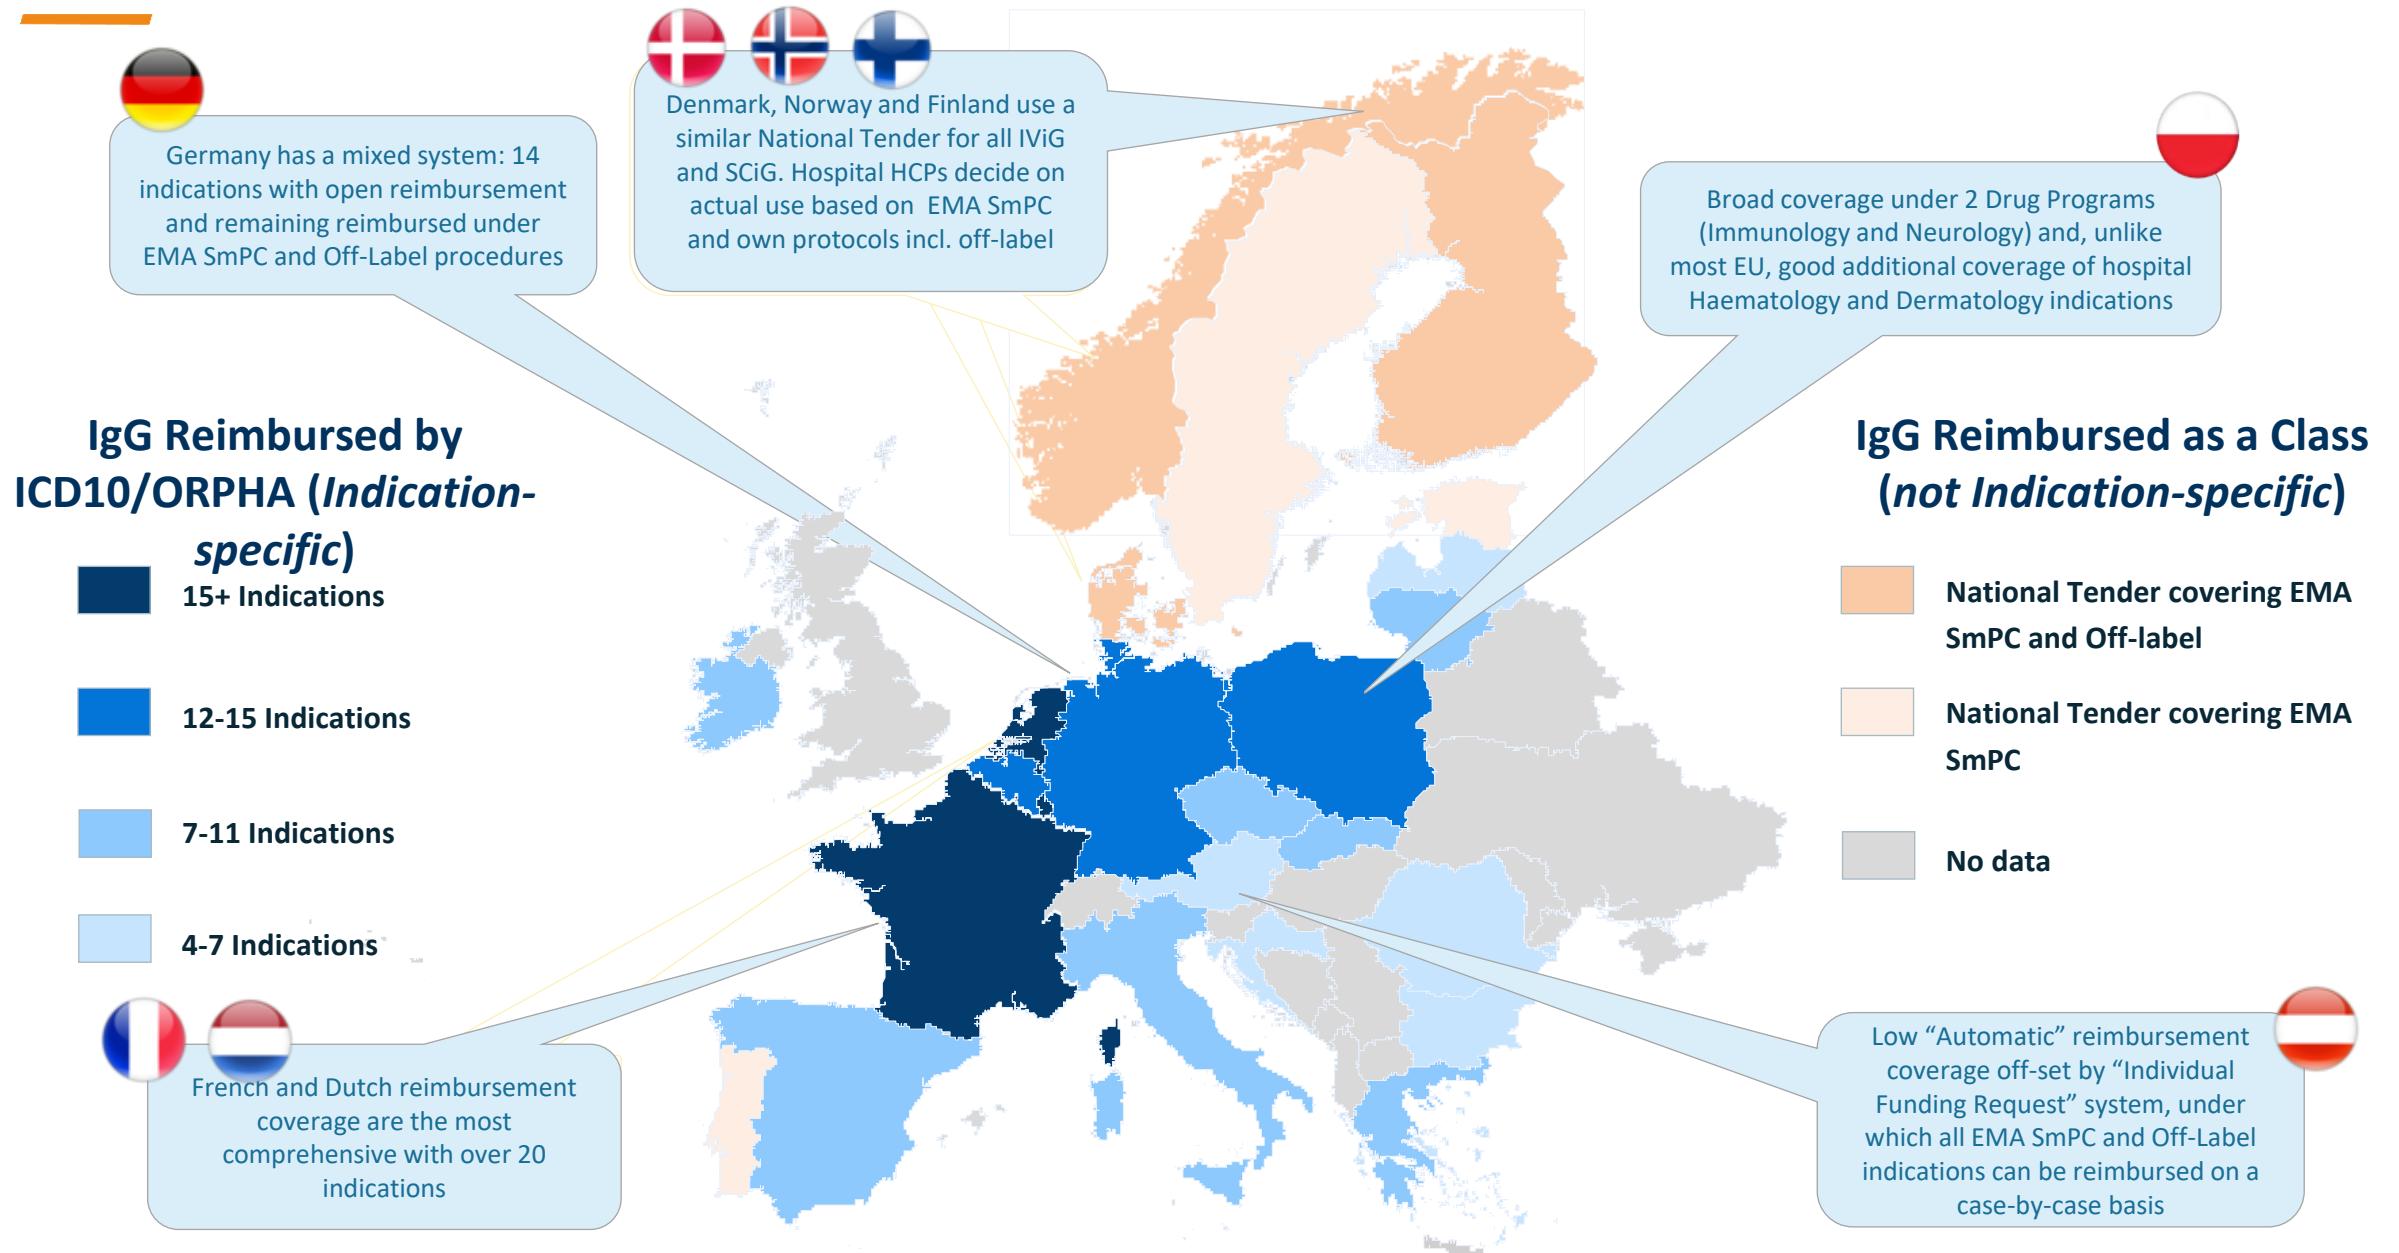 Germany has a mixed system: 14
indications with open reimbursement
and remaining reimbursed under
EMA SmPC and Off-Label procedures
Denmark, Norway and Finland use a
similar National Tender for all IViG
and SCiG. Hospital HCPs decide on
actual use based on  EMA SmPC
and own protocols incl. off-label
Broad coverage under 2 Drug Programs
(Immunology and Neurology) and, unlike
most EU, good additional coverage of hospital
Haematology and Dermatology indications
IgG Reimbursed by
ICD10/ORPHA (Indication-
specific)
15+ Indications
12-15 Indications
7-11 Indications
4-7 Indications
IgG Reimbursed as a Class
(not Indication-specific)
National Tender covering EMA
SmPC and Off-label
National Tender covering EMA
SmPC
No data
French and Dutch reimbursement
coverage are the most
comprehensive with over 20
indications
Low “Automatic” reimbursement
coverage off-set by “Individual
Funding Request” system, under
which all EMA SmPC and Off-Label
indications can be reimbursed on a
case-by-case basis